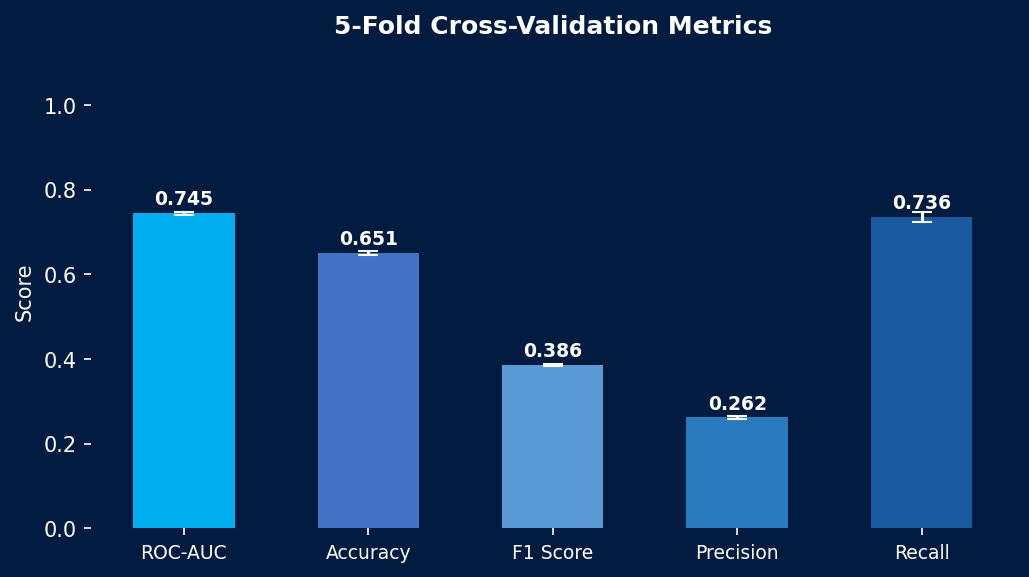 5-Fold Cross-Validation Metrics
Score
1.0
0.8
0.6
0.4
0.2
0.0
0.745
0.651
0.386
0.262
0.736
ROC-AUC
Accuracy
F1 Score
Precision
Recall